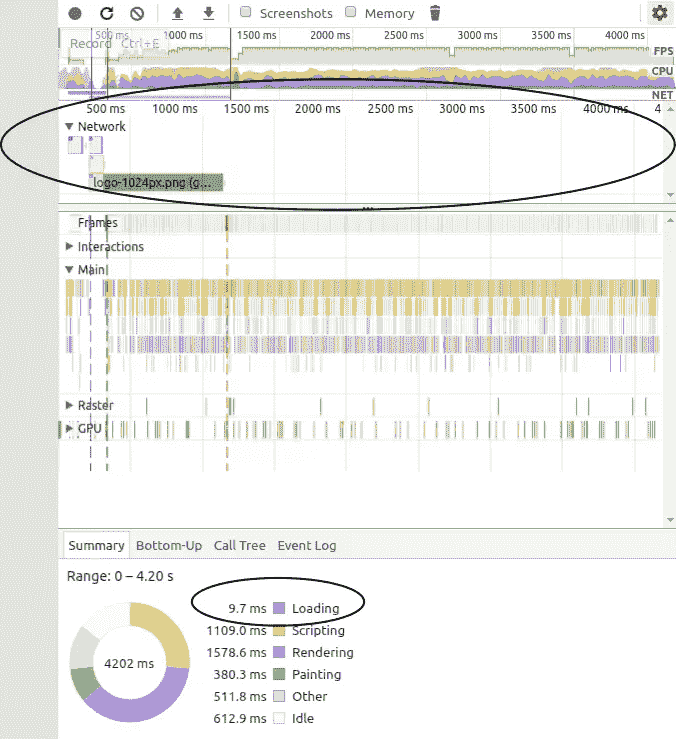 Screenshots Memory
Record Ctrl+E
500 ms 1000 ms 1500 ms 2000 ms 2500 ms 3000 ms 3500 ms 4000 ms
FPS
CPU
NET
500 ms 1000 ms 1500 ms 2000 ms 2500 ms 3000 ms 3500 ms 4000 ms 4
Network
logo-1024px.png (g...
...
Frames
Interactions
Main
Raster
GPU
Summary Bottom-Up Call Tree Event Log
Range: 0 – 4.20 s
9.7 ms Loading
1109.0 ms Scripting
1578.6 ms Rendering
4202 ms
380.3 ms Painting
511.8 ms Other
612.9 ms Idle